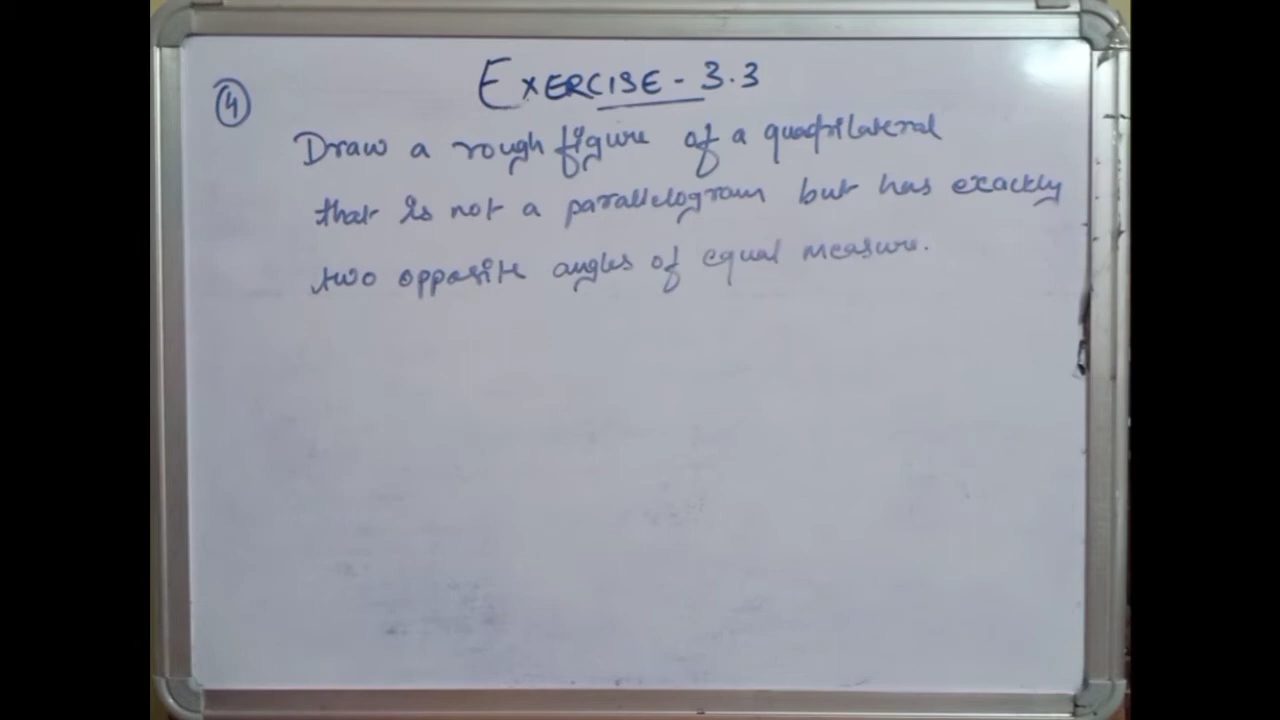 4
EXERCISE - 3.3
Draw a rough figure of a quadrilateral
that is not a parallelogram but has exactly
two opposite angles of equal measure.